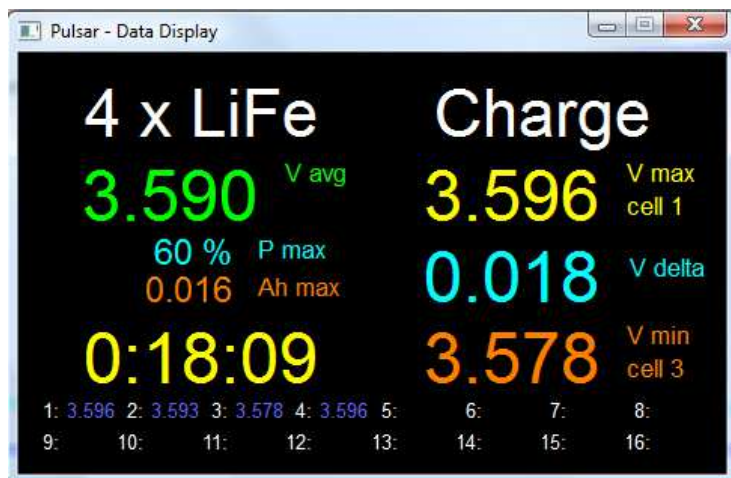 Pulsar - Data Display
4 x LiFe Charge
3.590 V avg 3.596 V max cell 1
60 % P max
0.016 Ah max
0.018 V delta
0:18:09 3.578 V min cell 3
1: 3.596 2: 3.593 3: 3.578 4: 3.596 5: 6: 7: 8:
9: 10: 11: 12: 13: 14: 15: 16: